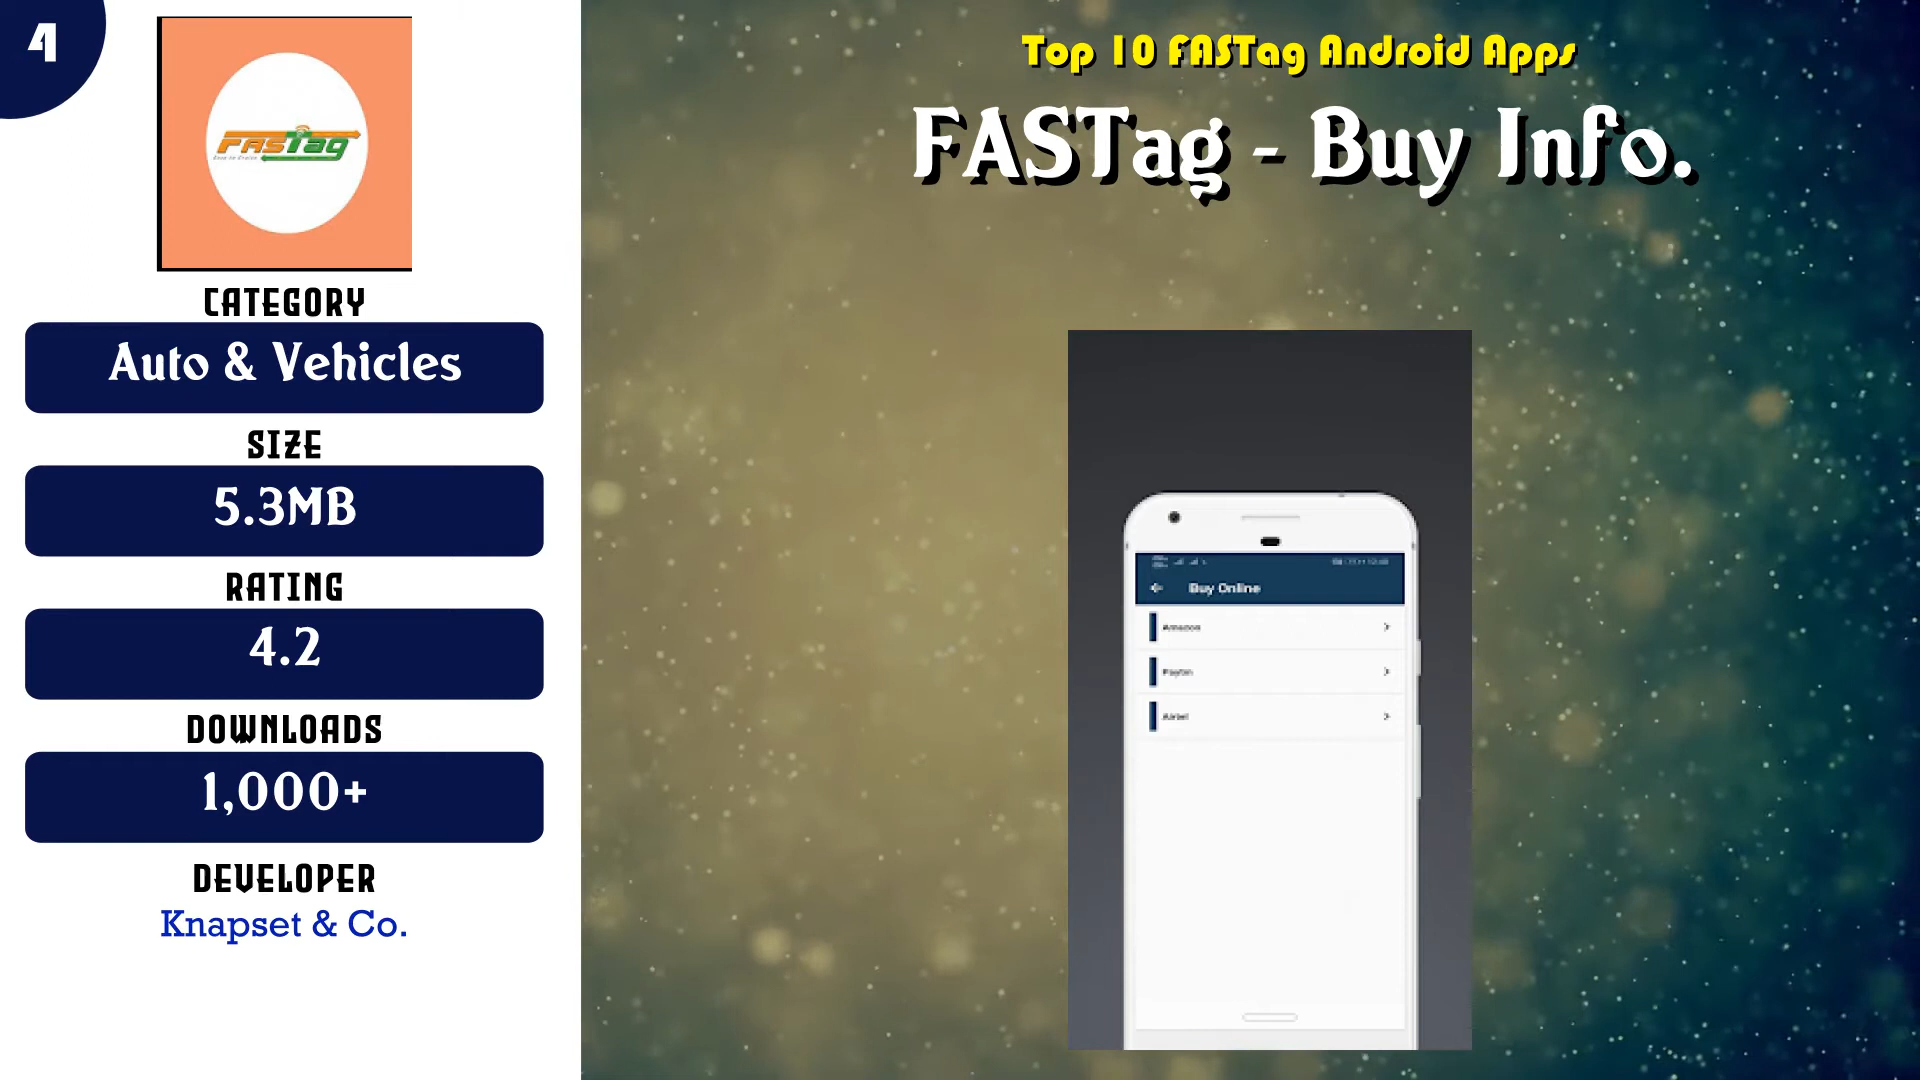 4
FASTag
CATEGORY
Auto & Vehicles
SIZE
5.3MB
RATING
4.2
DOWNLOADS
1,000+
DEVELOPER
Knapset & Co.
Top 10 FASTag Android Apps
FASTag - Buy Info.
Buy Online
Amazon
Paytm
Airtel